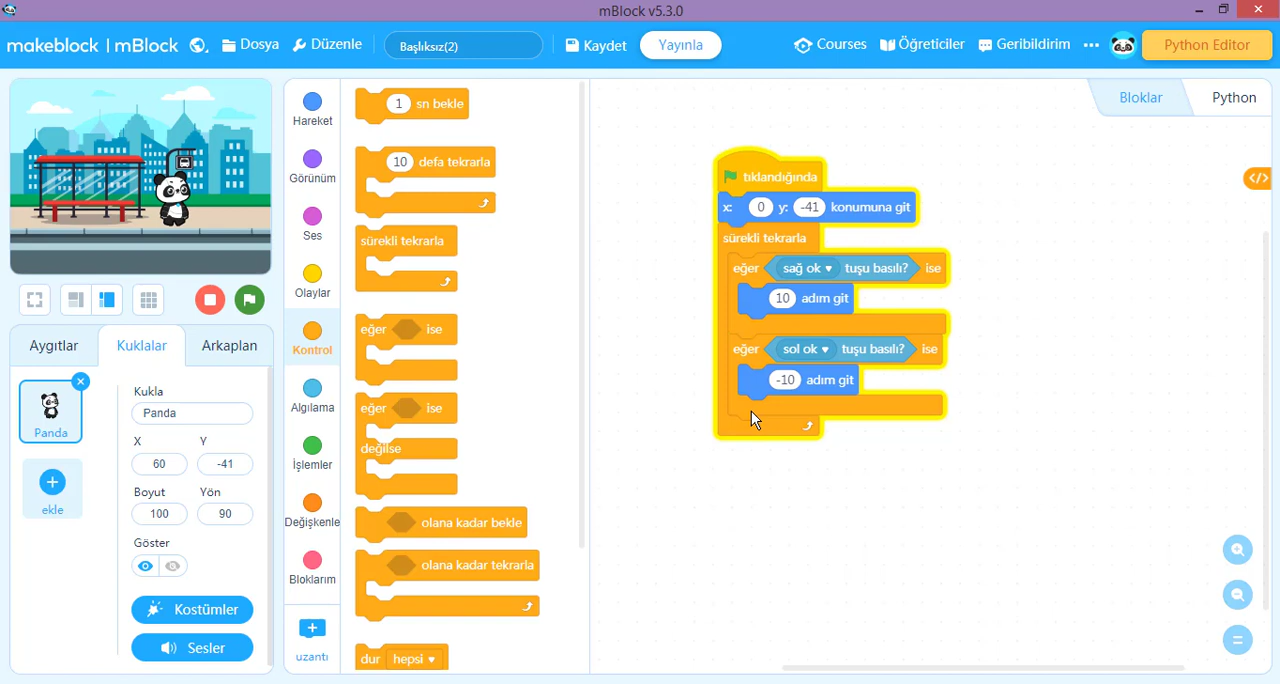 mBlock v5.3.0
makeblock | mBlock
Dosya
Düzenle
Başlıksız(2)
Kaydet
Yayınla
Courses
Öğreticiler
Geribildirim
Python Editor
Aygıtlar
Kuklalar
Arkaplan
Panda
ekle
Kukla
Panda
X
Y
60
-41
Boyut
Yön
100
90
Göster
Kostümler
Sesler
Hareket
Görünüm
Ses
Olaylar
Kontrol
Algılama
İşlemler
Değişkenle
Bloklarım
uzantı
1 sn bekle
10 defa tekrarla
sürekli tekrarla
eğer ise
eğer ise
değilse
olana kadar bekle
olana kadar tekrarla
dur hepsi
Bloklar
Python
tıklandığında
x: 0 y: -41 konumuna git
sürekli tekrarla
eğer sağ ok tuşu basılı? ise
10 adım git
eğer sol ok tuşu basılı? ise
-10 adım git